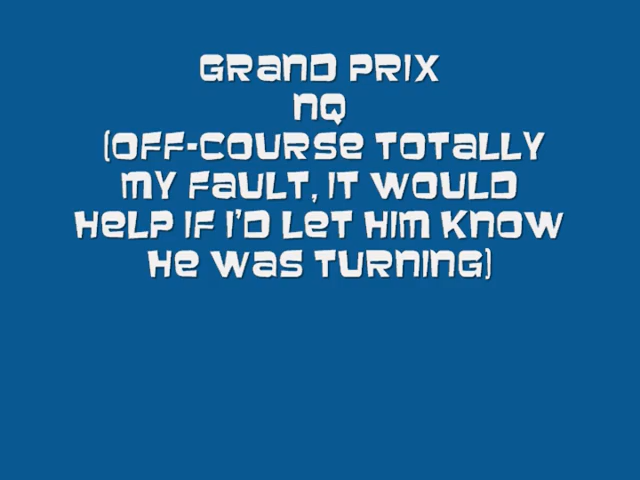 GRAND PRIX
NQ
(OFF-COURSE TOTALLY
MY FAULT, IT WOULD
HELP IF I'D LET HIM KNOW
HE WAS TURNING)